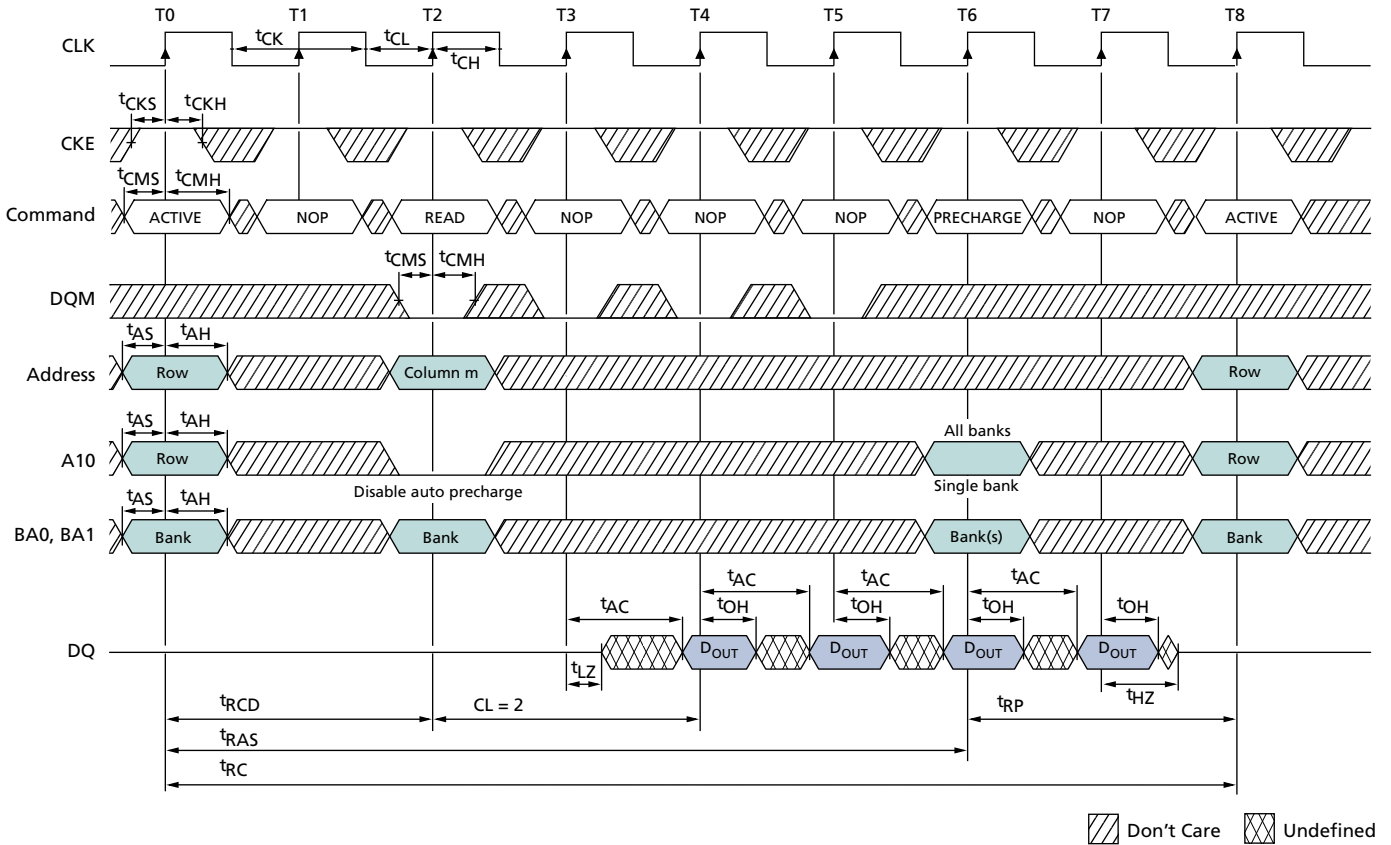 T0 T1 T2 T3 T4 T5 T6 T7 T8
CLK tCK tCL tCH
tCKS tCKH
CKE
tCMS tCMH
Command ACTIVE NOP READ NOP NOP NOP PRECHARGE NOP ACTIVE
tCMS tCMH
DQM
tAS tAH
Address Row Column m Row
tAS tAH All banks
A10 Row Row
Disable auto precharge Single bank
tAS tAH
BA0, BA1 Bank Bank Bank(s) Bank
tAC tAC tAC tAC
tOH tOH tOH tOH
DQ DOUT DOUT DOUT DOUT
tLZ tHZ
tRCD CL = 2 tRP
tRAS
tRC
Don't Care Undefined